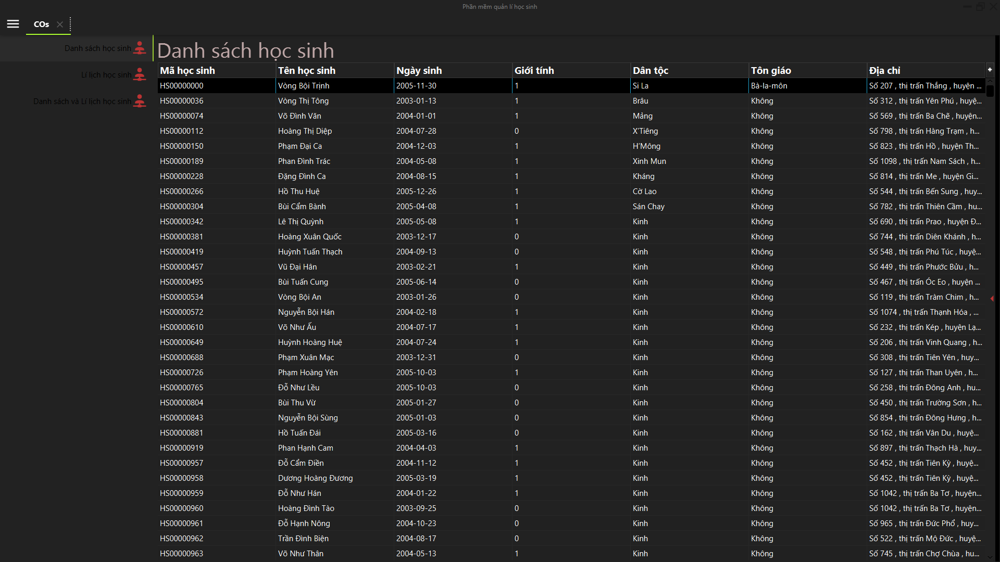 Phần mềm quản lí học sinh
COs
Danh sách học sinh
Lí lịch học sinh
Danh sách và Lí lịch học sinh
Danh sách học sinh
Mã học sinh Tên học sinh Ngày sinh Giới tính Dân tộc Tôn giáo Địa chỉ +
HS00000000 Vòng Bội Trịnh 2005-11-30 1 Si La Bà-la-môn Số 207 , thị trấn Thắng , huyện ...
HS00000036 Vòng Thị Tông 2003-01-13 1 Brâu Không Số 312 , thị trấn Yên Phú , huyệ...
HS00000074 Võ Đình Văn 2004-01-01 1 Mảng Không Số 569 , thị trấn Ba Chẽ , huyện...
HS00000112 Hoàng Thị Diệp 2004-07-28 0 X'Tiêng Không Số 798 , thị trấn Hàng Trạm , h...
HS00000150 Phạm Đại Ca 2004-12-03 1 H'Mông Không Số 823 , thị trấn Hồ , huyện Th...
HS00000189 Phan Đình Trác 2004-05-08 1 Xinh Mun Không Số 1098 , thị trấn Nam Sách , h...
HS00000228 Đặng Đình Ca 2004-08-15 1 Kháng Không Số 814 , thị trấn Me , huyện Gi...
HS00000266 Hồ Thu Huệ 2005-12-26 1 Cờ Lao Không Số 544 , thị trấn Bến Sung , huy...
HS00000304 Bùi Cẩm Bành 2005-04-08 1 Sán Chay Không Số 782 , thị trấn Thiên Cầm , hu...
HS00000342 Lê Thị Quỳnh 2005-05-08 1 Kinh Không Số 690 , thị trấn Prao , huyện Đ...
HS00000381 Hoàng Xuân Quốc 2003-12-17 0 Kinh Không Số 744 , thị trấn Diên Khánh , h...
HS00000419 Huỳnh Tuấn Thạch 2004-09-13 0 Kinh Không Số 548 , thị trấn Phú Túc , huyệ...
HS00000457 Vũ Đại Hân 2003-02-21 1 Kinh Không Số 449 , thị trấn Phước Bửu , h...
HS00000495 Bùi Tuấn Cung 2005-06-14 0 Kinh Không Số 467 , thị trấn Óc Eo , huyện ...
HS00000534 Vòng Bội An 2003-01-26 0 Kinh Không Số 119 , thị trấn Tràm Chim , h...
HS00000572 Nguyễn Bội Hán 2004-02-18 1 Kinh Không Số 1074 , thị trấn Thạnh Hóa , ...
HS00000610 Võ Như Ấu 2004-07-17 1 Kinh Không Số 232 , thị trấn Kép , huyện Lạ...
HS00000649 Huỳnh Hoàng Huệ 2004-07-24 1 Kinh Không Số 206 , thị trấn Vinh Quang , h...
HS00000688 Phạm Xuân Mạc 2003-12-31 0 Kinh Không Số 308 , thị trấn Tiên Yên , huy...
HS00000726 Phạm Hoàng Yên 2005-10-03 1 Kinh Không Số 127 , thị trấn Than Uyên , h...
HS00000765 Đỗ Như Lều 2005-10-03 0 Kinh Không Số 258 , thị trấn Đông Anh , hu...
HS00000804 Bùi Thu Vừ 2005-01-27 0 Kinh Không Số 450 , thị trấn Trường Sơn , h...
HS00000843 Nguyễn Bội Sùng 2005-01-03 0 Kinh Không Số 854 , thị trấn Đông Hưng , h...
HS00000881 Hồ Tuấn Đái 2005-03-16 0 Kinh Không Số 162 , thị trấn Vân Du , huyệ...
HS00000919 Phan Hạnh Cam 2004-04-03 1 Kinh Không Số 897 , thị trấn Thạch Hà , huy...
HS00000957 Đỗ Cẩm Điền 2004-11-12 1 Kinh Không Số 452 , thị trấn Tiên Kỳ , huyệ...
HS00000958 Dương Hoàng Đương 2005-03-19 1 Kinh Không Số 452 , thị trấn Tiên Kỳ , huyệ...
HS00000959 Đỗ Như Hán 2004-01-22 1 Kinh Không Số 1042 , thị trấn Ba Tơ , huyện...
HS00000960 Hoàng Đình Tào 2003-09-25 0 Kinh Không Số 1042 , thị trấn Ba Tơ , huyện...
HS00000961 Đỗ Hạnh Nông 2004-10-23 0 Kinh Không Số 965 , thị trấn Đức Phổ , huy...
HS00000962 Trần Đình Biện 2004-08-17 0 Kinh Không Số 522 , thị trấn Mộ Đức , huyệ...
HS00000963 Võ Như Thân 2004-05-13 1 Kinh Không Số 745 , thị trấn Chợ Chùa , hu...